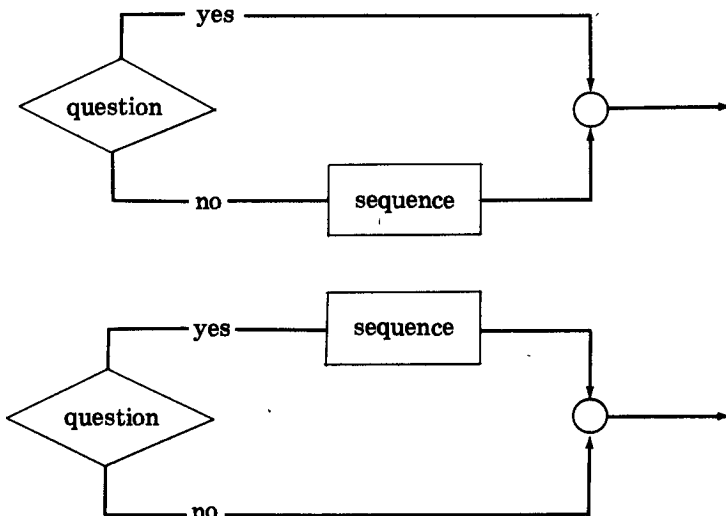 yes
question
no
sequence
yes
sequence
question
no